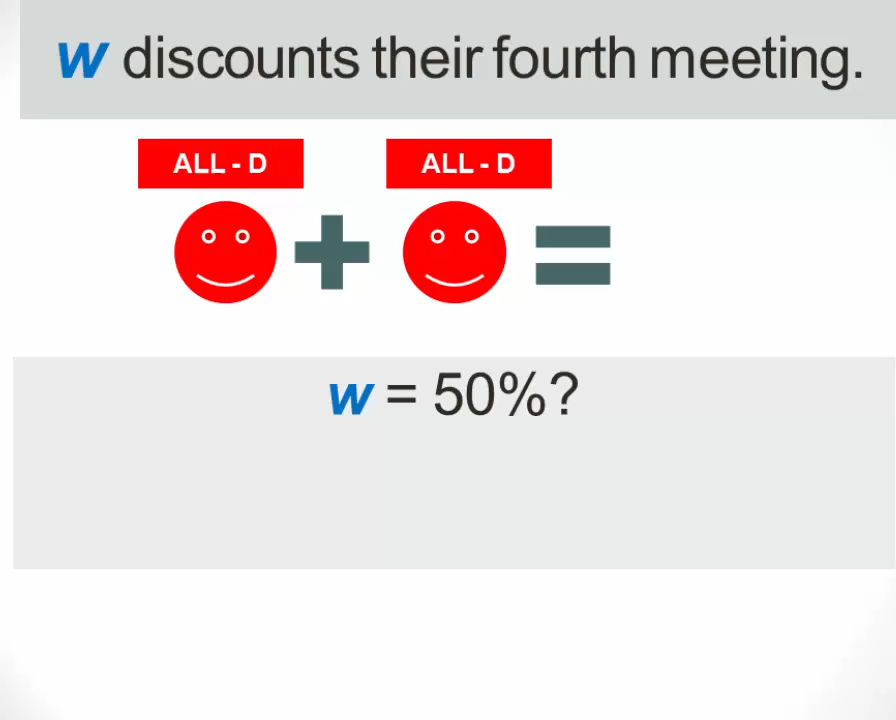 w discounts their fourth meeting.
ALL - D ALL - D
w = 50%?